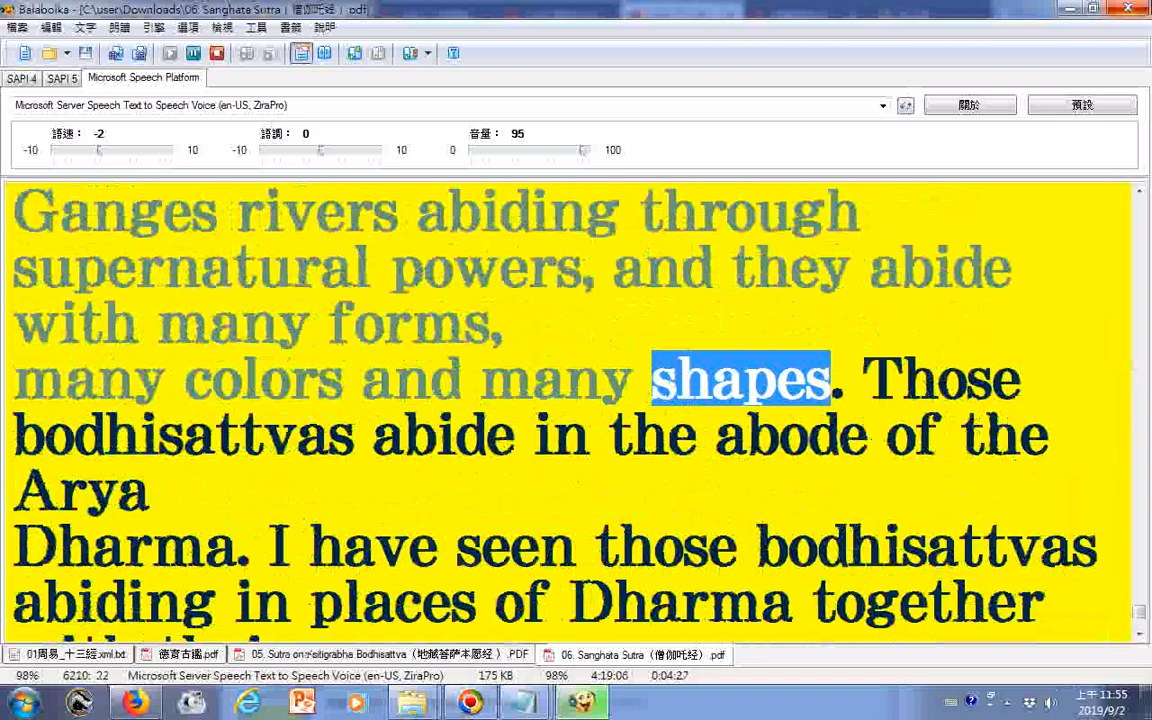 Balabolka - [C:\user\Downloads\06. Sanghata Sutra（僧伽吒经）.pdf]
檔案 編輯 文字 朗讀 引擎 選項 檢視 工具 書籤 說明
SAPI 4 SAPI 5 Microsoft Speech Platform
Microsoft Server Speech Text to Speech Voice (en-US, ZiraPro) 關於 預設
語速： -2 語調： 0 音量： 95
-10 10 -10 10 0 100
Ganges rivers abiding through
supernatural powers, and they abide
with many forms,
many colors and many shapes. Those
bodhisattvas abide in the abode of the
Arya
Dharma. I have seen those bodhisattvas
abiding in places of Dharma together
01周易_十三經.xml.txt 德育古鑑.pdf 05. Sutra on Ksitigrabha Bodhisattva（地藏菩萨本愿经）.PDF 06. Sanghata Sutra（僧伽吒经）.pdf
98% 6210: 22 Microsoft Server Speech Text to Speech Voice (en-US, ZiraPro) 175 KB 98% 4:19:06 0:04:27
上午 11:55
2019/9/2